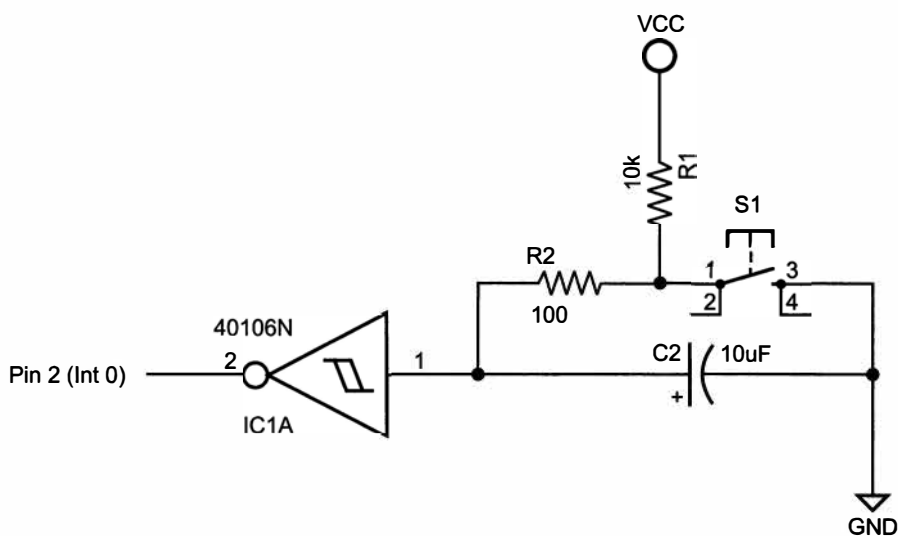 VCC
10k
R1
S1
R2
100
1
2
3
4
40106N
2
1
Pin 2 (Int 0)
IC1A
C2
10uF
+
GND